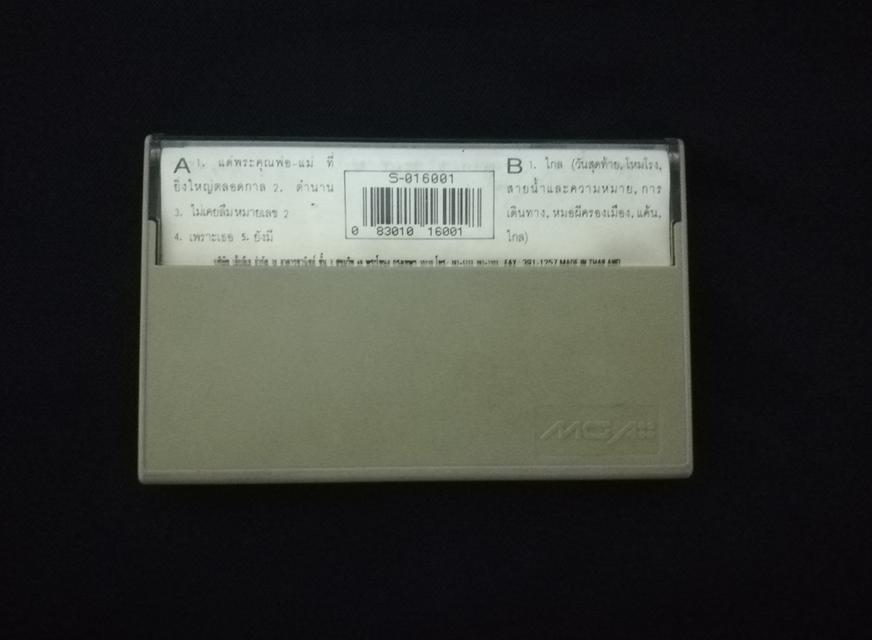 A 1. แด่พระคุณพ่อ-แม่ ที่
ยิ่งใหญ่ตลอดกาล 2. ตำนาน
3. ไม่เคยลืมหมายเลข 2
4. เพราะเธอ 5. ยังมี
S-016001
0 83010 16001
B 1. ไกล (วันสุดท้าย, โหมโรง,
สายน้ำและความหมาย, การ
เดินทาง, หมอผีครองเมือง, แค้น,
ไกล)
FAX : 391-1257 MADE IN THAILAND
MGA